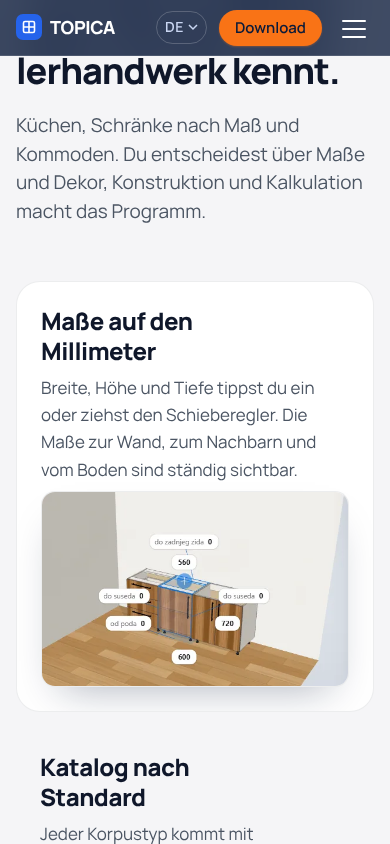 TOPICA
DE
Download
lerhandwerk kennt.
Küchen, Schränke nach Maß und
Kommoden. Du entscheidest über Maße
und Dekor, Konstruktion und Kalkulation
macht das Programm.
Maße auf den
Millimeter
Breite, Höhe und Tiefe tippst du ein
oder ziehst den Schieberegler. Die
Maße zur Wand, zum Nachbarn und
vom Boden sind ständig sichtbar.
do zadnjeg zida 0
560
do suseda 0
do suseda 0
od poda 0
720
600
Katalog nach
Standard
Jeder Korpustyp kommt mit